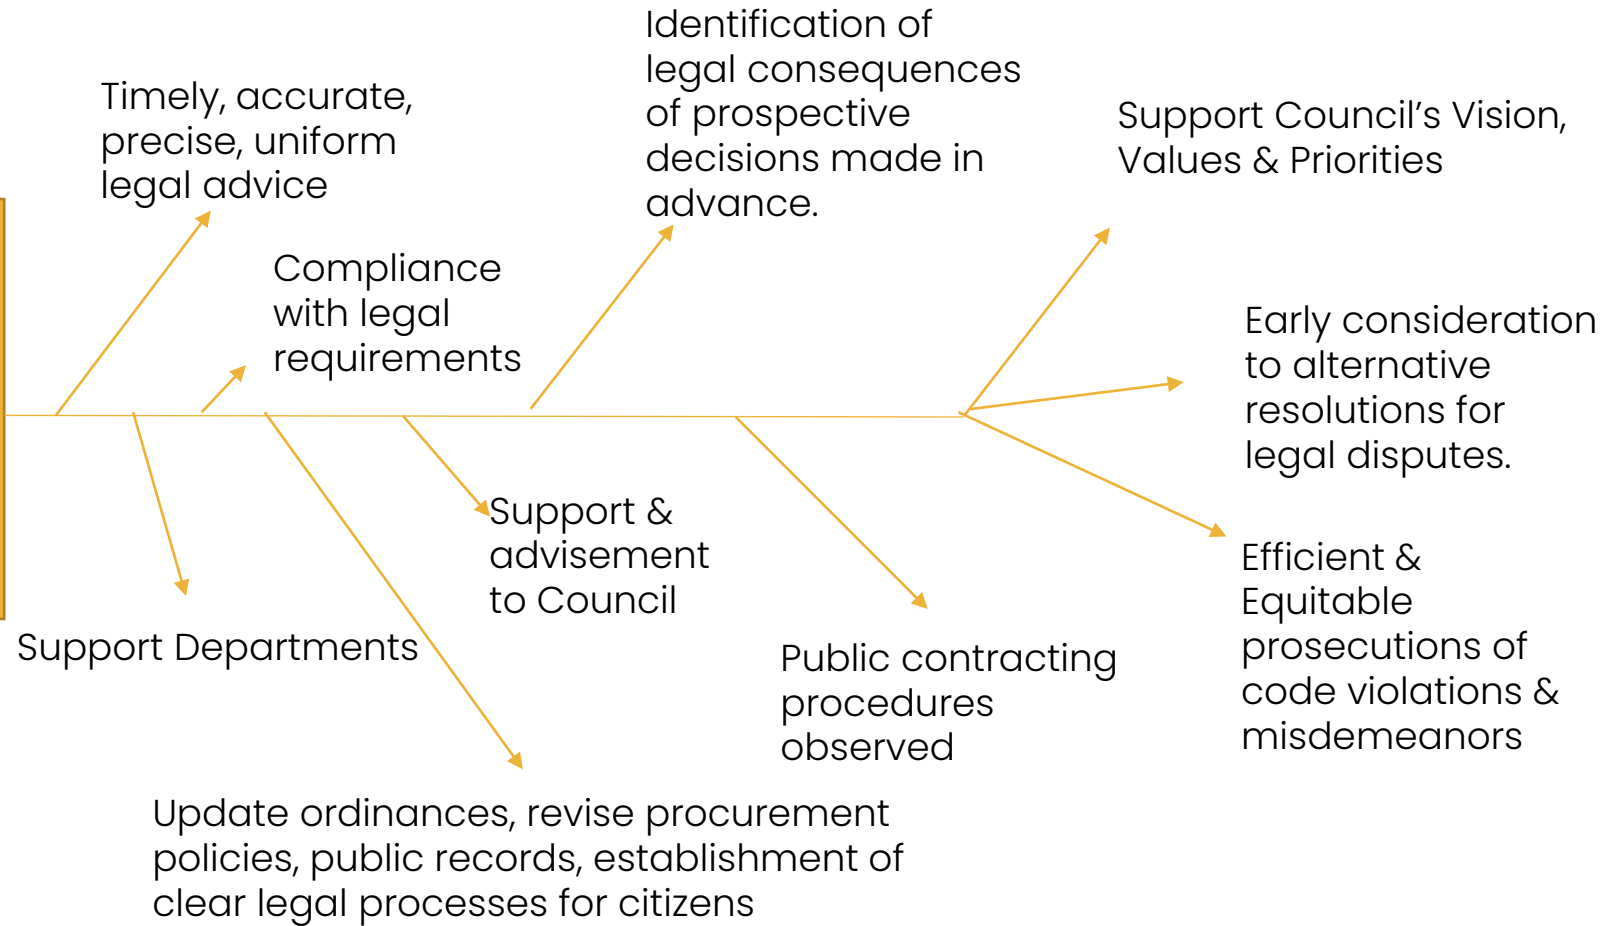 Identification of
legal consequences
of prospective
decisions made in
advance.
Timely, accurate,
precise, uniform
legal advice
Support Council’s Vision,
Values & Priorities
Compliance
with legal
requirements
Early consideration
to alternative
resolutions for
legal disputes.
Support &
advisement
to Council
Efficient &
Equitable
prosecutions of
code violations &
misdemeanors
Support Departments
Public contracting
procedures
observed
Update ordinances, revise procurement
policies, public records, establishment of
clear legal processes for citizens